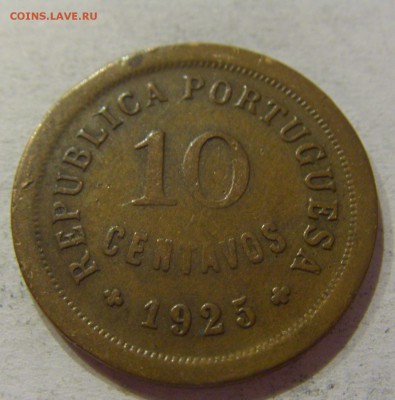 COINS.LAVE.RU
REPUBLICA PORTUGUESA
10
CENTAVOS
1925